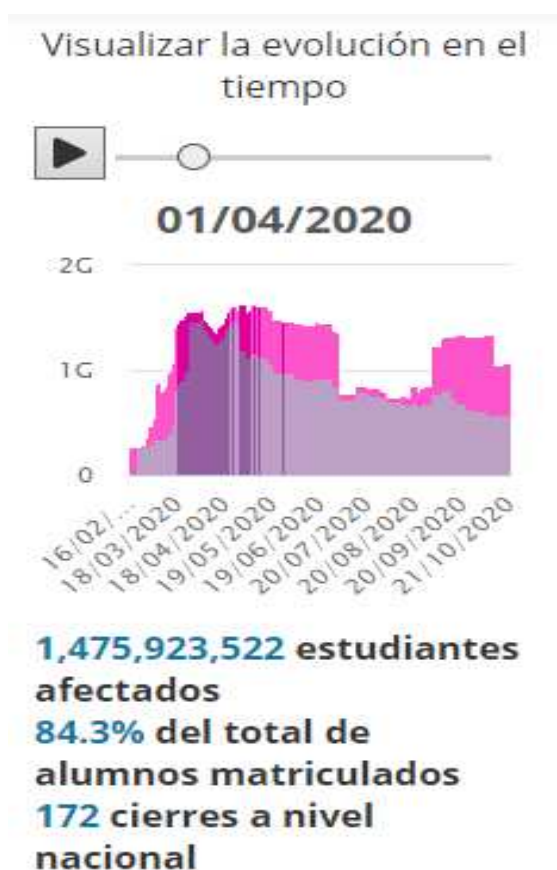 Visualizar la evolución en el
tiempo
01/04/2020
2G
1G
0
16/02/...
18/03/2020
18/04/2020
19/05/2020
19/06/2020
20/07/2020
20/08/2020
20/09/2020
21/10/2020
1,475,923,522 estudiantes
afectados
84.3% del total de
alumnos matriculados
172 cierres a nivel
nacional